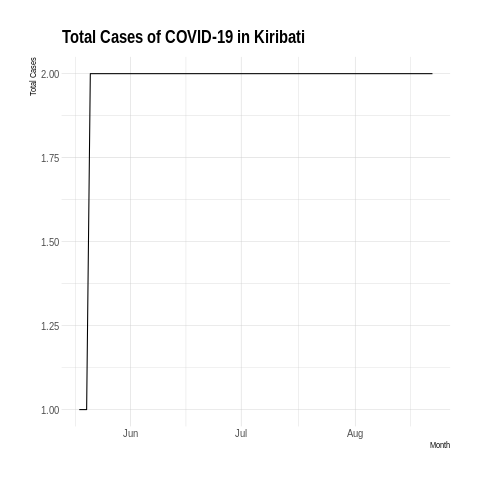 Total Cases of COVID-19 in Kiribati
Total Cases
2.00
1.75
1.50
1.25
1.00
Jun Jul Aug
Month